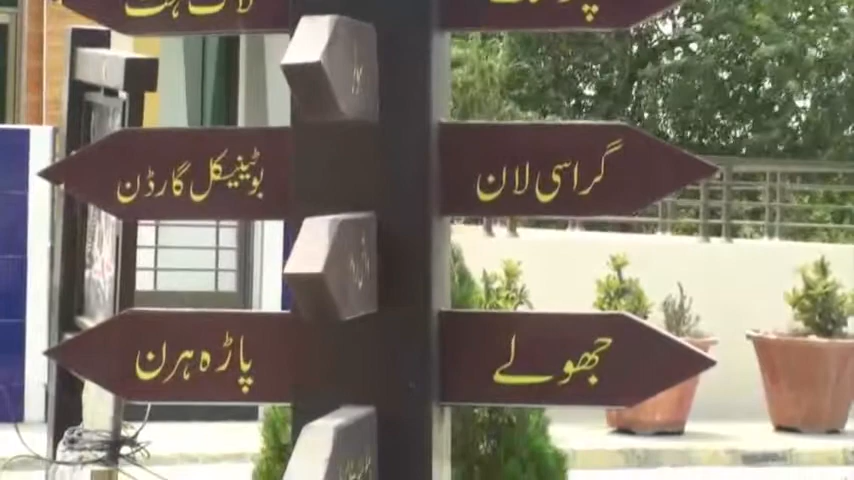 بوٹینیکل گارڈن
گراسی لان
پاڑہ ہرن
جھولے